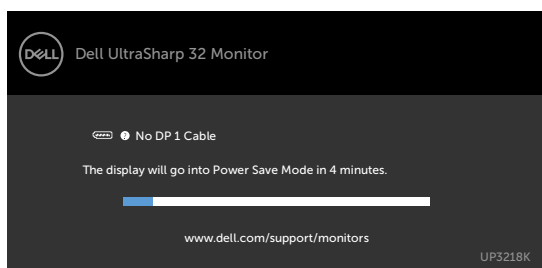 DELL Dell UltraSharp 32 Monitor
? No DP 1 Cable
The display will go into Power Save Mode in 4 minutes.
www.dell.com/support/monitors
UP3218K